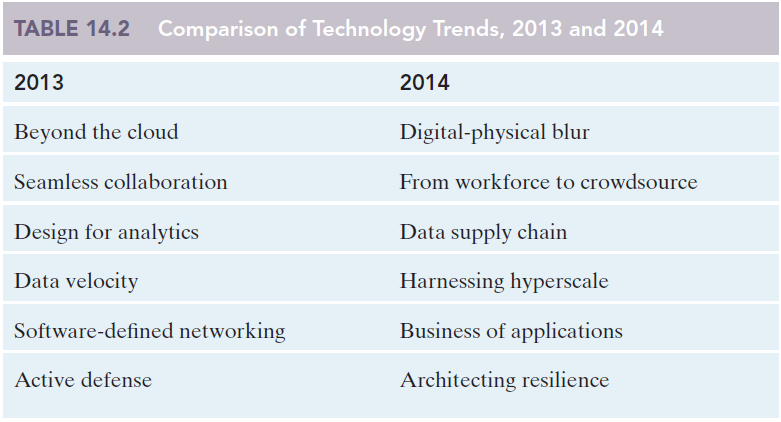 TABLE 14.2 Comparison of Technology Trends, 2013 and 2014
2013 2014
Beyond the cloud Digital-physical blur
Seamless collaboration From workforce to crowdsource
Design for analytics Data supply chain
Data velocity Harnessing hyperscale
Software-defined networking Business of applications
Active defense Architecting resilience